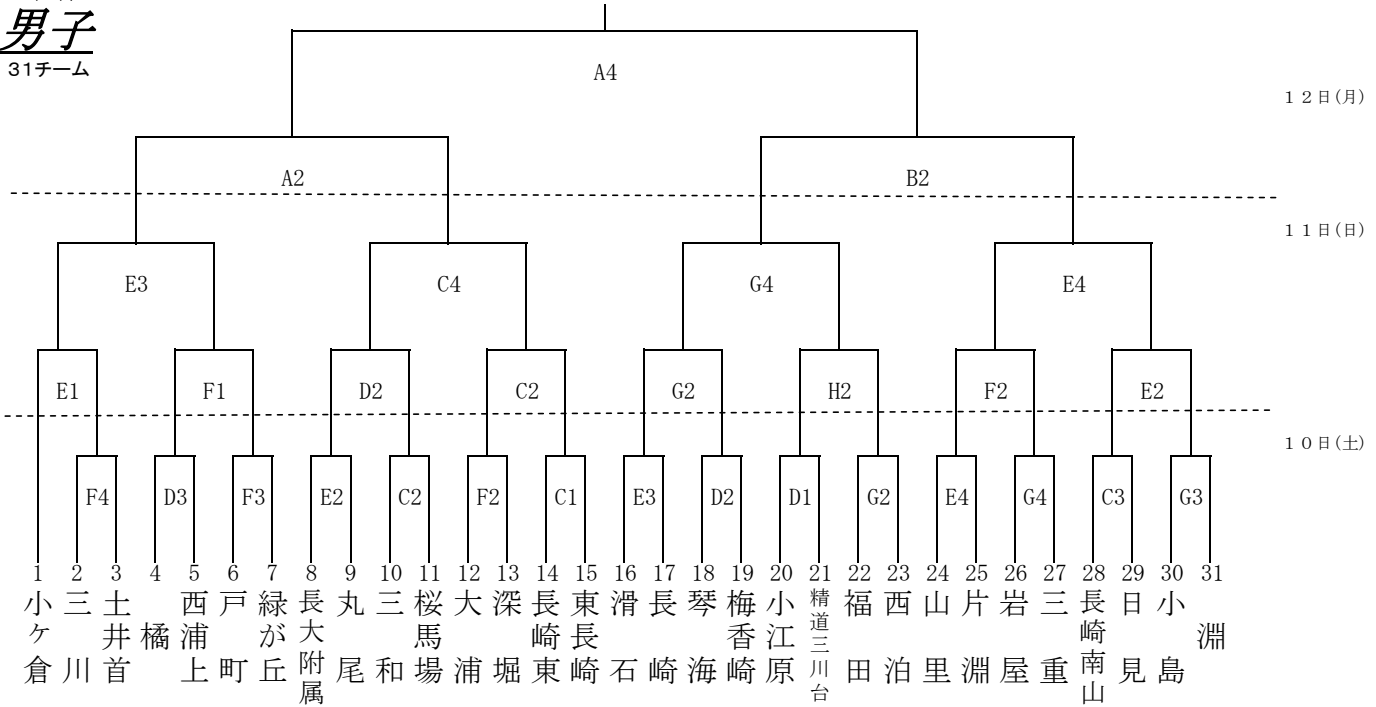 男子
31チーム
A4
12日(月)
A2
B2
11日(日)
E3
C4
G4
E4
E1
F1
D2
C2
G2
H2
F2
E2
10日(土)
F4
D3
F3
E2
C2
F2
C1
E3
D2
D1
G2
E4
G4
C3
G3
1 2 3 4 5 6 7 8 9 10 11 12 13 14 15 16 17 18 19 20 21 22 23 24 25 26 27 28 29 30 31
小ケ倉
三川
土井首
橘
西浦上
戸町
緑が丘
長大附属
丸尾
三和
桜馬場
大浦
深堀
長崎東
東長崎
滑石
長崎
琴海
梅香崎
小江原
精道三川台
福田
西泊
山里
片淵
岩屋
三重
長崎南山
日見
小島
淵